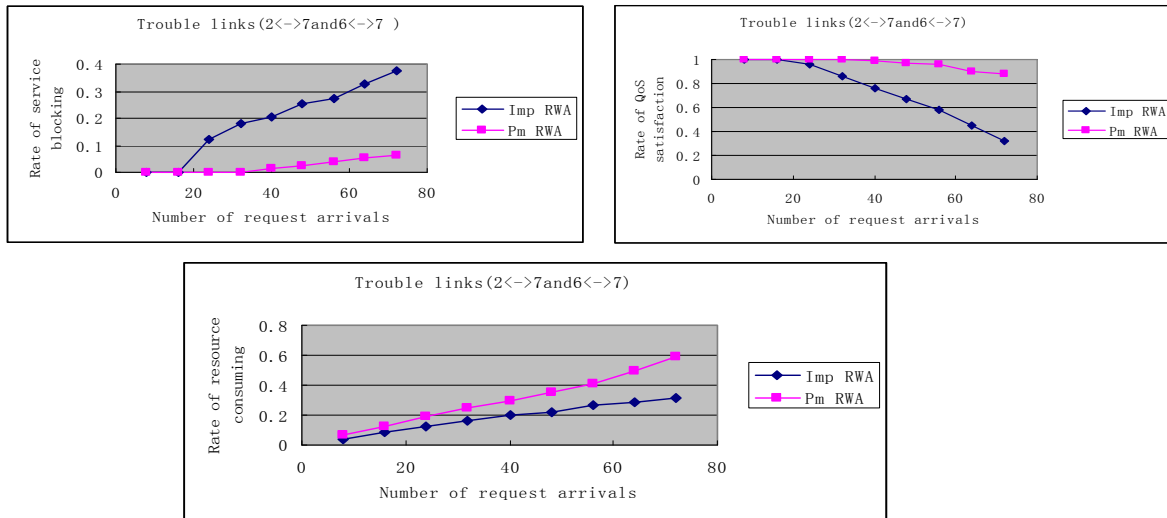 Trouble links(2<->7and6<->7 )
Rate of service
blocking
0.4
0.3
0.2
0.1
0
0 20 40 60 80
Number of request arrivals
Imp RWA
Pm RWA
Trouble links(2<->7and6<->7)
Rate of QoS
satisfaction
1
0.8
0.6
0.4
0.2
0
0 20 40 60 80
Number of request arrivals
Imp RWA
Pm RWA
Trouble links(2<->7and6<->7)
Rate of resource
consuming
0.8
0.6
0.4
0.2
0
0 20 40 60 80
Number of request arrivals
Imp RWA
Pm RWA